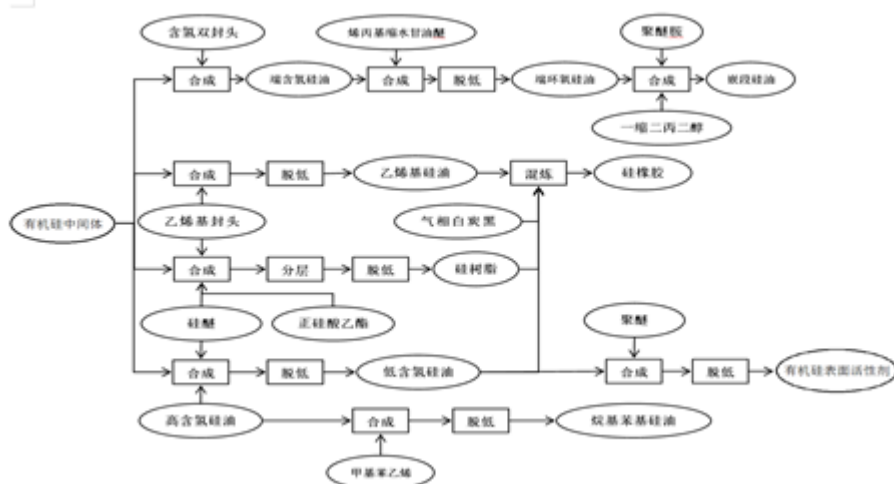 含氢双封头
烯丙基缩水甘油醚
聚醚胺
合成
端含氢硅油
合成
脱低
端环氧硅油
合成
嵌段硅油
一缩二丙二醇
合成
脱低
乙烯基硅油
混炼
硅橡胶
有机硅中间体
乙烯基封头
气相白炭黑
合成
分层
脱低
硅树脂
硅醚
正硅酸乙酯
聚醚
合成
脱低
低含氢硅油
合成
脱低
有机硅表面活性剂
高含氢硅油
合成
脱低
烷基苯基硅油
甲基苯乙烯